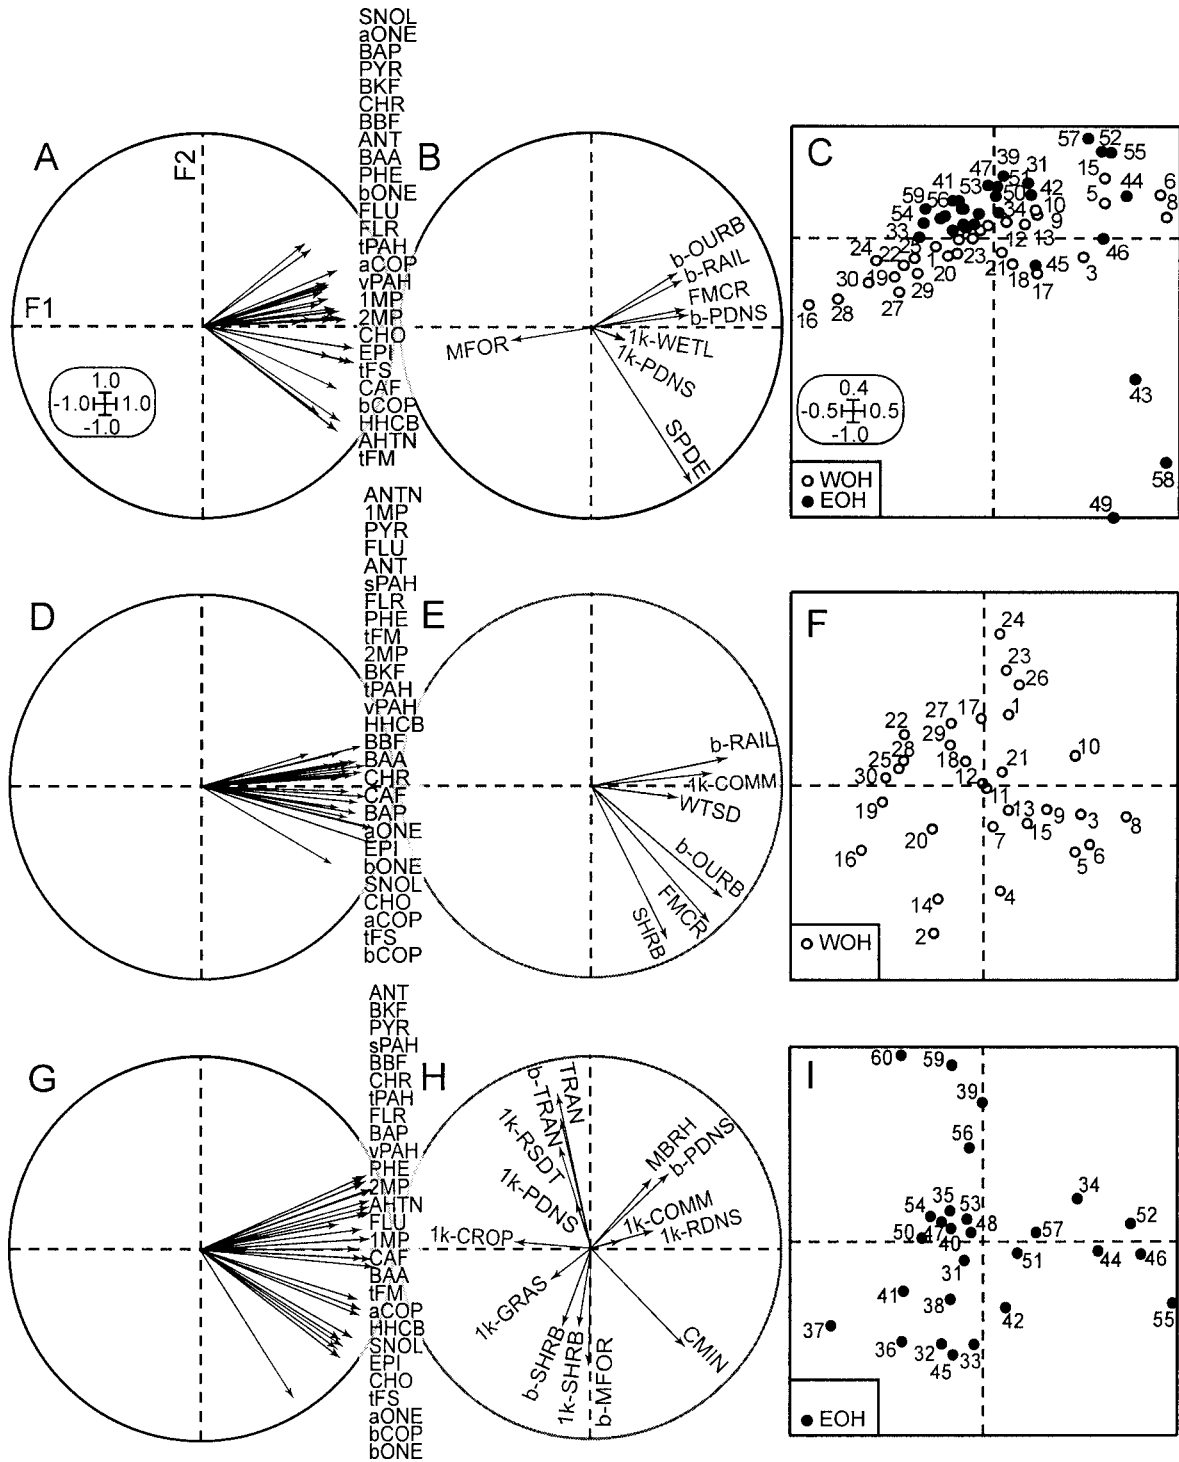 A
F2
F1
1.0
-1.0 1.0
-1.0
SNOL
aONE
BAP
PYR
BKF
CHR
BBF
ANT
BAA
PHE
bONE
FLU
FLR
tPAH
aCOP
vPAH
1MP
2MP
CHO
EPI
tFS
CAF
bCOP
HHCB
AHTN
tFM
B
b-OURB
b-RAIL
FMCR
b-PDNS
1k-WETL
1k-PDNS
SPDE
MFOR
C
57 52
55
15
6
39 31
47 51
44
5
8
41 53 50 42
59 56
10
34
9
54
33
12 13
46
24 22 25 1 23
21
45 3
30 19 20
18
17
29
16 28 27
43
58
49
0.4
-0.5 0.5
-1.0
WOH
EOH
D
ANTN
1MP
PYR
FLU
ANT
sPAH
FLR
PHE
tFM
2MP
BKF
tPAH
vPAH
HHCB
BBF
BAA
CHR
CAF
BAP
aONE
EPI
bONE
SNOL
CHO
aCOP
tFS
bCOP
E
b-RAIL
1k-COMM
WTSD
b-OURB
FMCR
SHRB
F
24
23
26
27 17 1
22
29
28
10
25
18
21
30
12
11
19
13 9 3 8
20
7
15
16
6
5
14
4
2
WOH
G
ANT
BKF
PYR
sPAH
BBF
CHR
tPAH
FLR
BAP
vPAH
PHE
2MP
AHTN
FLU
1MP
CAF
BAA
tFM
aCOP
HHCB
SNOL
EPI
CHO
tFS
aONE
bCOP
bONE
H
TRAN
b-TRAN
1k-RSDT
1k-PDNS
MBRH
b-PDNS
1k-COMM
1k-RDNS
1k-CROP
1k-GRAS
b-SHRB
1k-SHRB
b-MFOR
CMIN
I
60 59
39
56
34
35
54 53
52
50 47 48 57
40
51
44 46
31
41
38
42
55
37
36
32 33
45
EOH